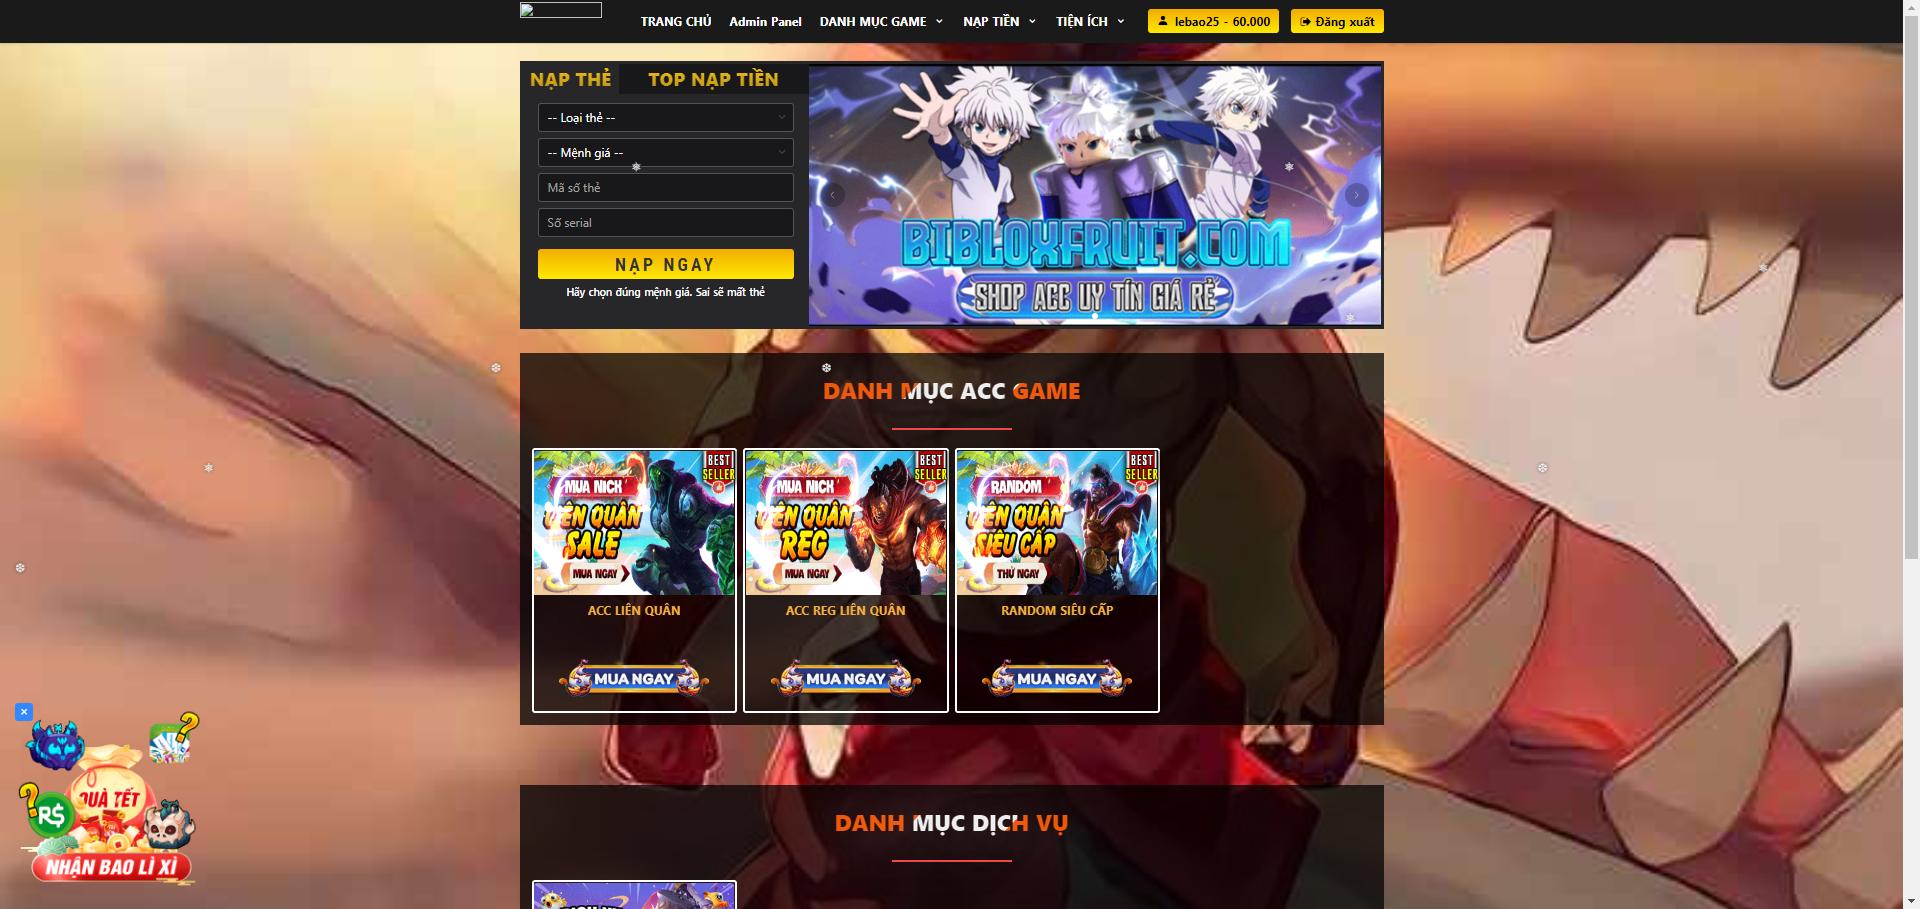 TRANG CHỦ Admin Panel DANH MỤC GAME NẠP TIỀN TIỆN ÍCH lebao25 - 60.000 Đăng xuất
NẠP THẺ TOP NẠP TIỀN
-- Loại thẻ --
-- Mệnh giá --
Mã số thẻ
Số serial
NẠP NGAY
Hãy chọn đúng mệnh giá. Sai sẽ mất thẻ
BIBLOXFRUIT.COM
SHOP ACC UY TÍN GIÁ RẺ
DANH MỤC ACC GAME
BEST SELLER
MUA NICK
LIÊN QUÂN
SALE
MUA NGAY
ACC LIÊN QUÂN
MUA NGAY
BEST SELLER
MUA NICK
LIÊN QUÂN
REG
MUA NGAY
ACC REG LIÊN QUÂN
MUA NGAY
BEST SELLER
RANDOM
LIÊN QUÂN
SIÊU CẤP
THỬ NGAY
RANDOM SIÊU CẤP
MUA NGAY
QUÀ TẾT
R$
NHẬN BAO LÌ XÌ
DANH MỤC DỊCH VỤ